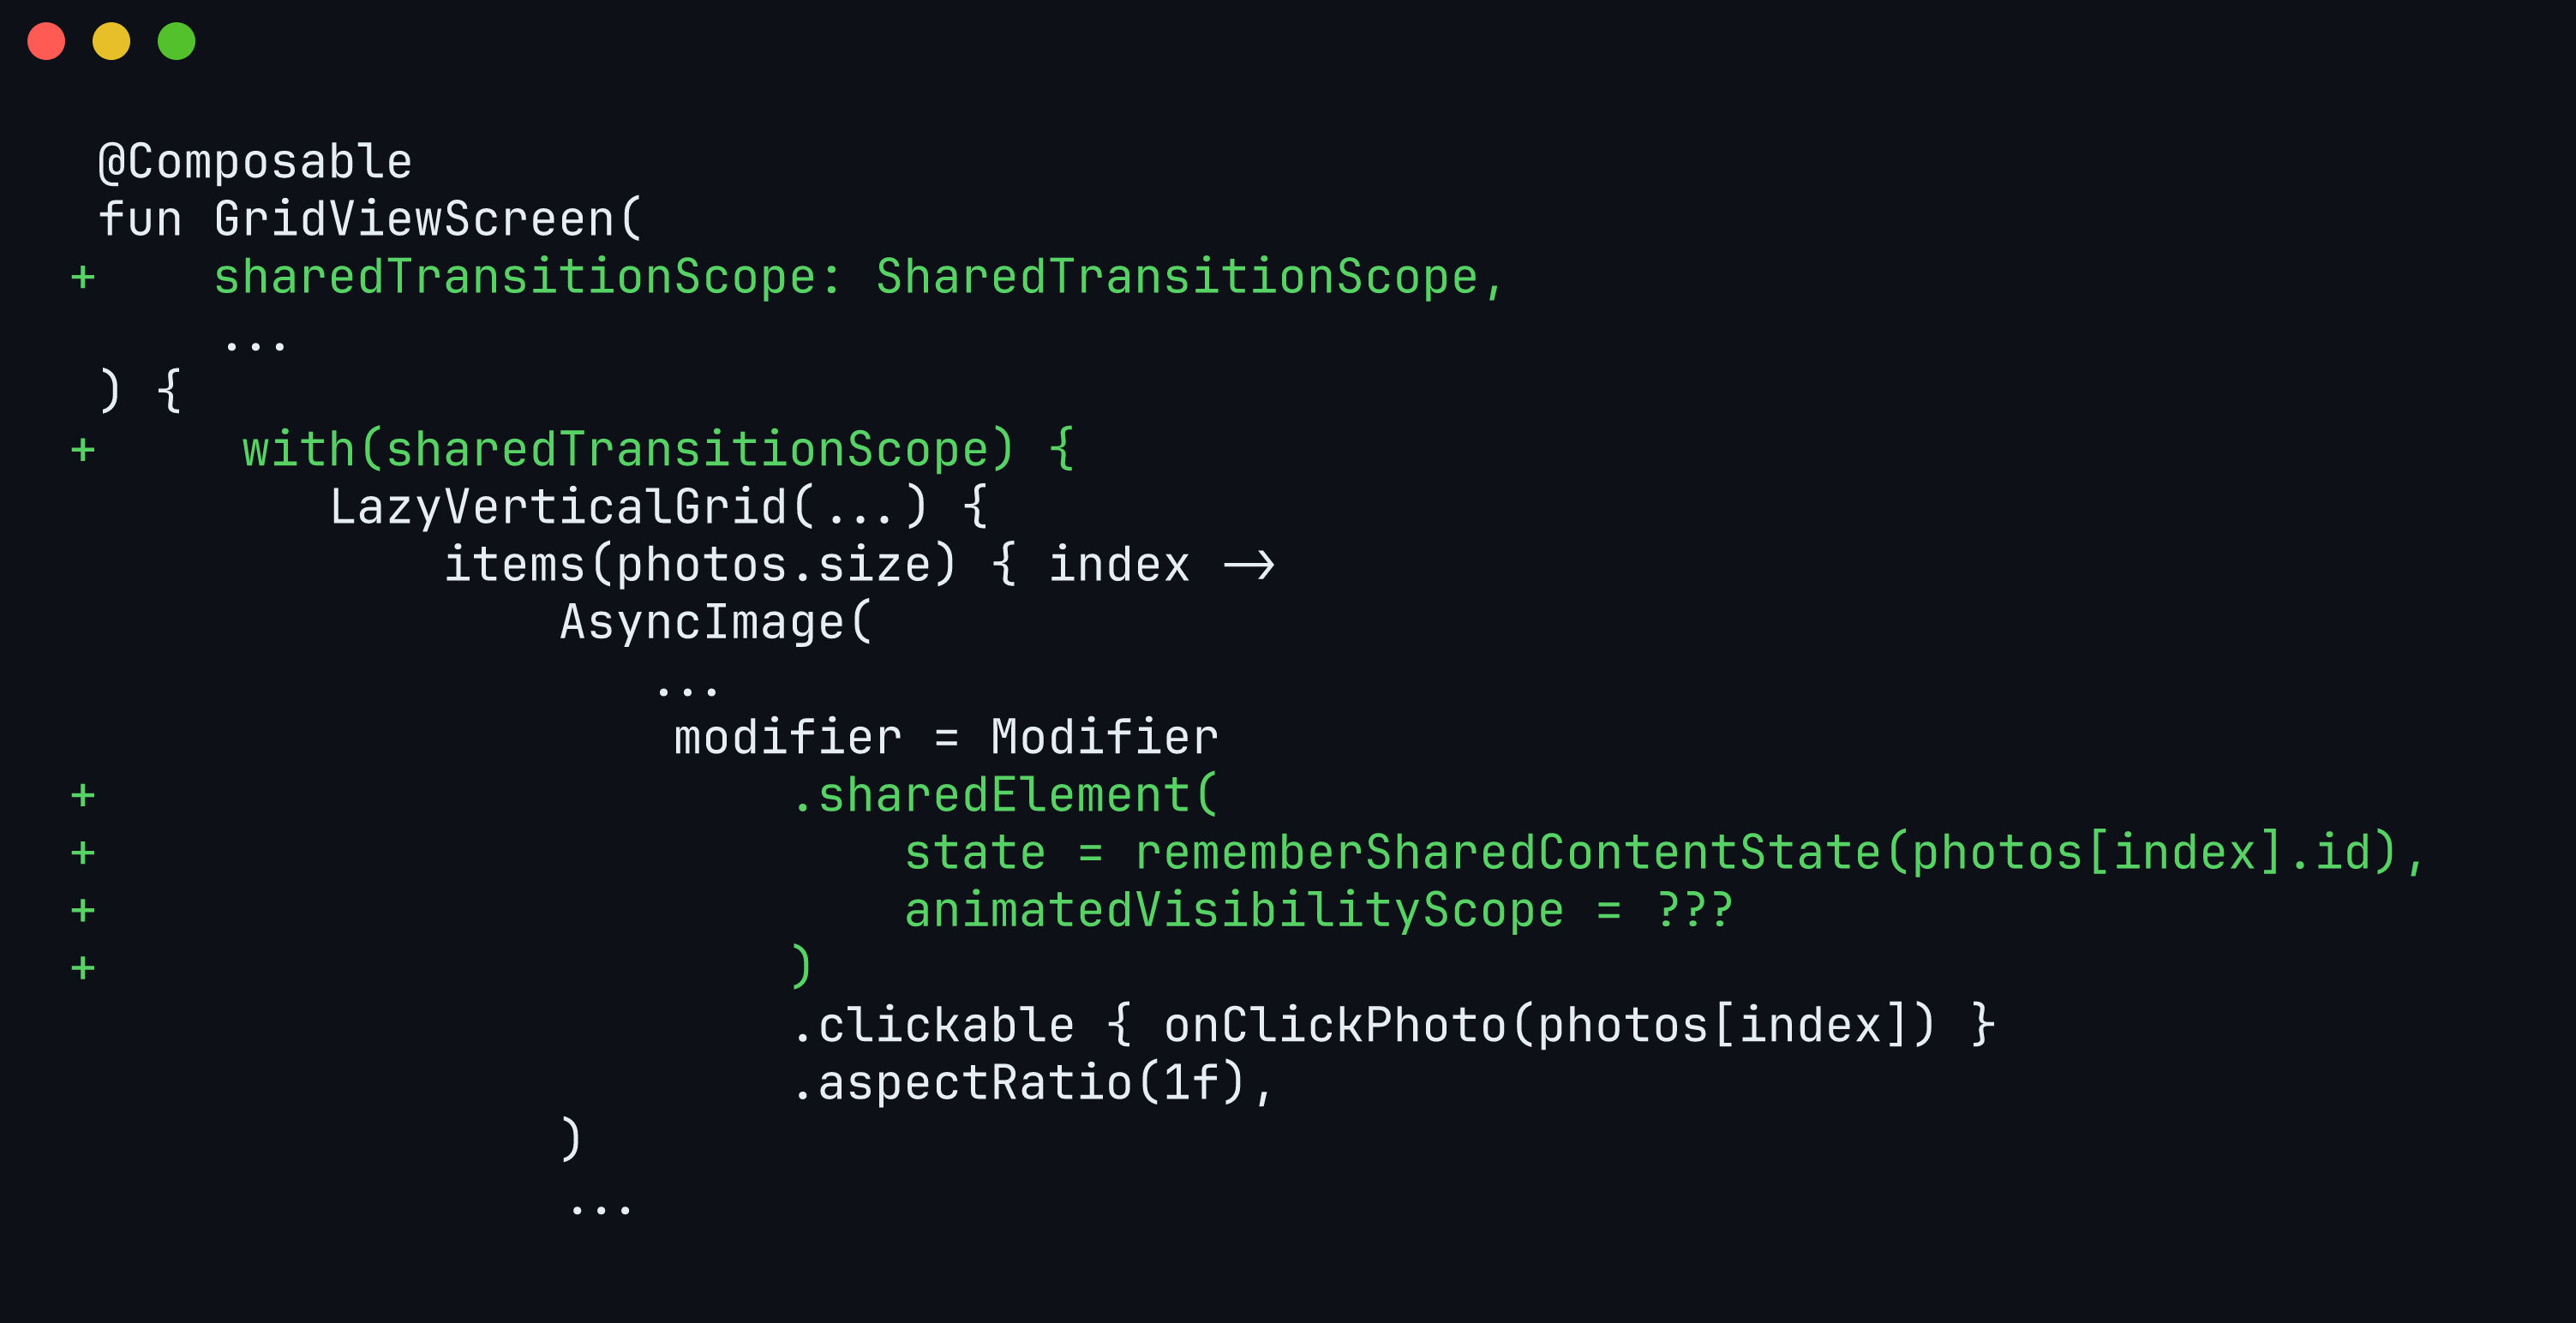 @Composable
fun GridViewScreen(
+    sharedTransitionScope: SharedTransitionScope,
...
) {
+     with(sharedTransitionScope) {
LazyVerticalGrid(...) {
items(photos.size) { index ->
AsyncImage(
...
modifier = Modifier
+ .sharedElement(
+ state = rememberSharedContentState(photos[index].id),
+ animatedVisibilityScope = ???
+ )
.clickable { onClickPhoto(photos[index]) }
.aspectRatio(1f),
)
...